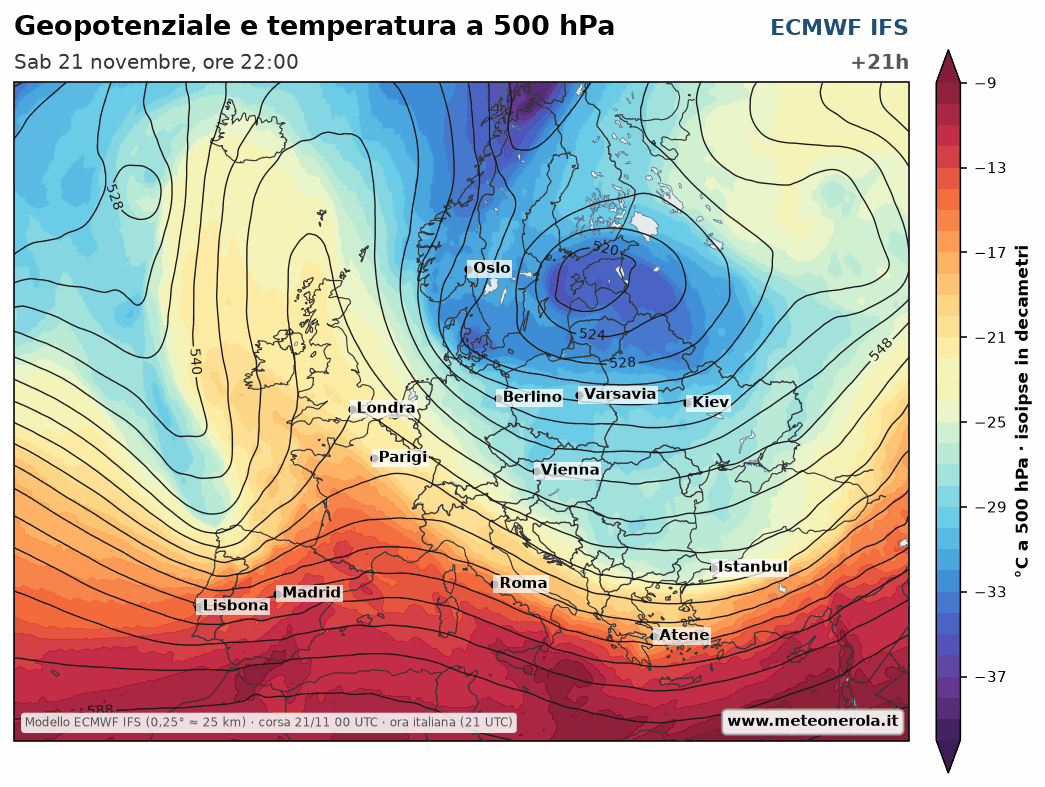 Geopotenziale e temperatura a 500 hPa
ECMWF IFS
Sab 21 novembre, ore 22:00
+21h
528
520
Oslo
524
528
540
548
Berlino
Varsavia
Kiev
Londra
Parigi
Vienna
Istanbul
Roma
Madrid
Lisbona
Atene
588
Modello ECMWF IFS (0,25° ≈ 25 km) · corsa 21/11 00 UTC · ora italiana (21 UTC)
www.meteonerola.it
−9
−13
−17
−21
−25
−29
−33
−37
°C a 500 hPa · isoipse in decametri